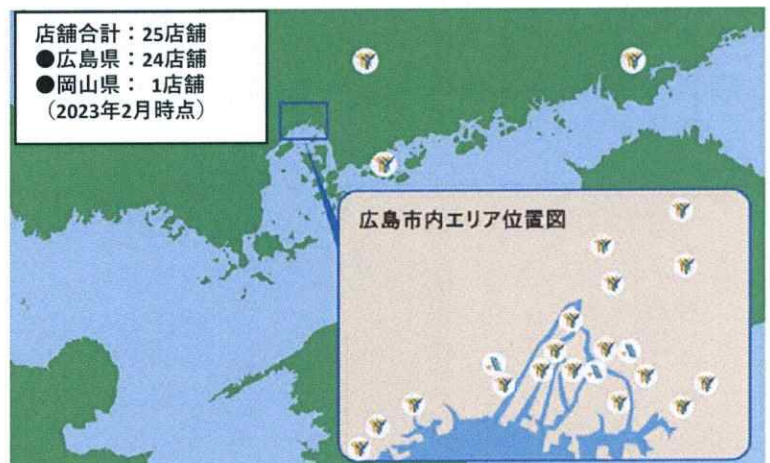 店舗合計：25店舗
●広島県：24店舗
●岡山県： 1店舗
（2023年2月時点）
広島市内エリア位置図